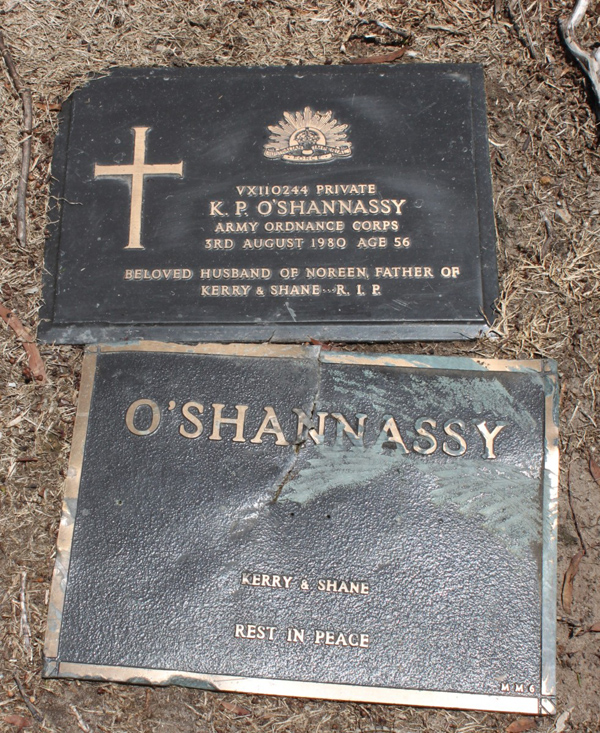 VX110244 PRIVATE
K. P. O'SHANNASSY
ARMY ORDNANCE CORPS
3RD AUGUST 1980 AGE 56
BELOVED HUSBAND OF NOREEN, FATHER OF
KERRY & SHANE---R. I. P.
O'SHANNASSY
KERRY & SHANE
REST IN PEACE